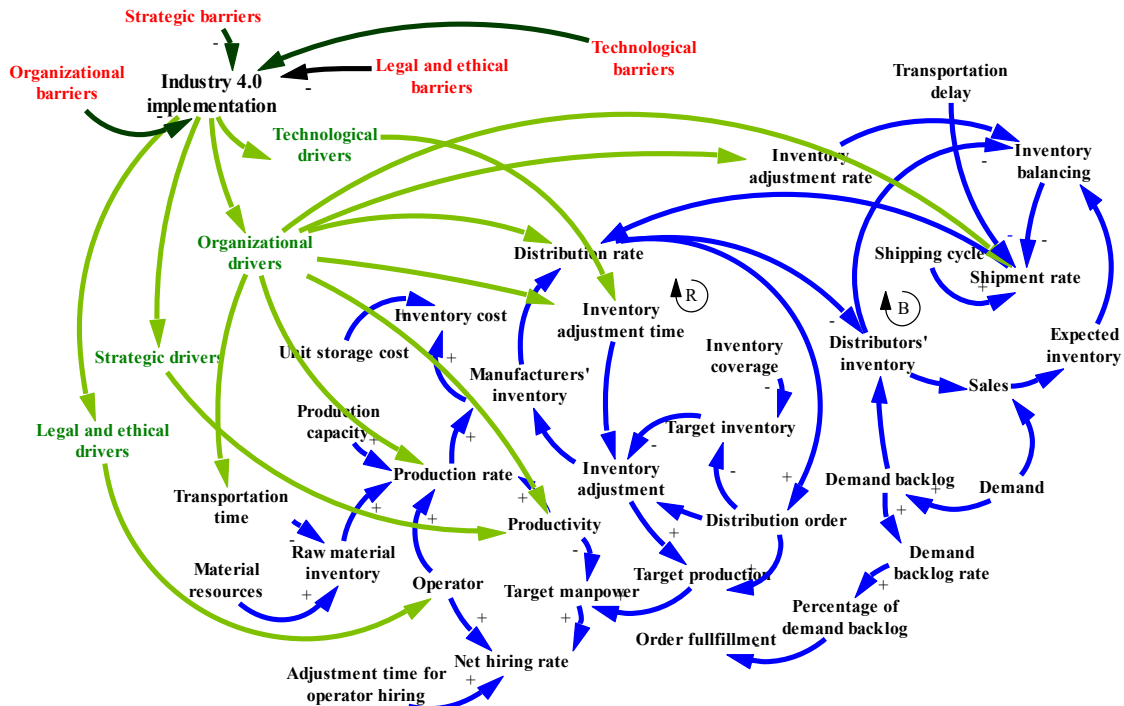 Strategic barriers
-
Technological
barriers
Organizational
barriers
Legal and ethical
barriers
-
Industry 4.0
implementation
-
Transportation
delay
Technological
drivers
Inventory
adjustment rate
Inventory
balancing
-
-
Organizational
drivers
Distribution rate
Shipping cycle
-
-
Shipment rate
+
Inventory cost
Inventory
adjustment time
R
B
-
Unit storage cost
+
Strategic drivers
Manufacturers'
inventory
Inventory
coverage
-
Distributors'
inventory
Expected
inventory
Sales
Production
capacity
+
+
Legal and ethical
drivers
Target inventory
-
Production rate
Inventory
adjustment
-
+
Demand backlog
+
Demand
Transportation
time
+
+
+
Productivity
Distribution order
+
+
-
Raw material
inventory
-
Demand
backlog rate
Material
resources
+
Operator
Target manpower
+
Target production
+
+
Percentage of
demand backlog
+
+
Order fullfillment
Net hiring rate
Adjustment time for
operator hiring
+